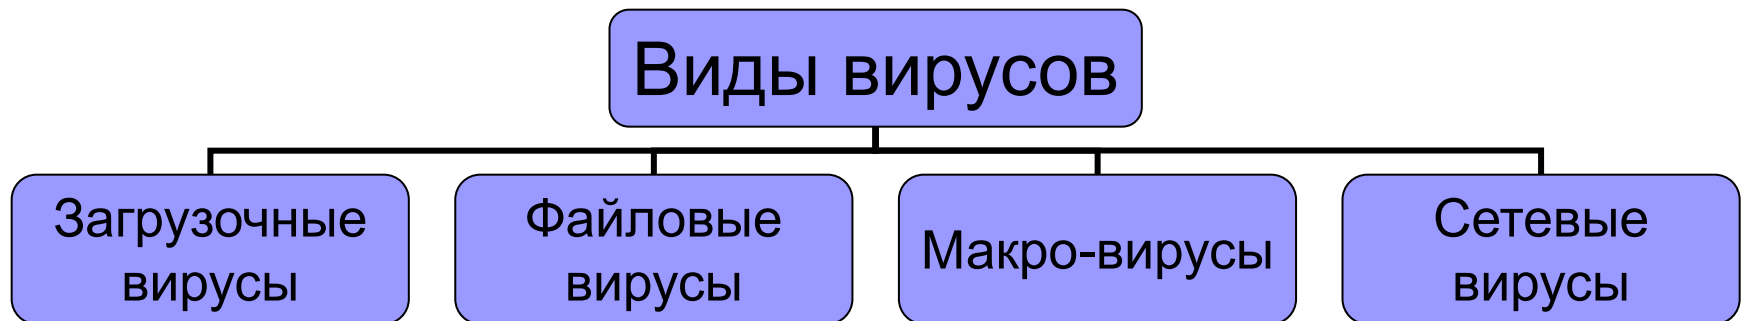 Виды вирусов
Загрузочные
вирусы
Файловые
вирусы
Макро-вирусы
Сетевые
вирусы